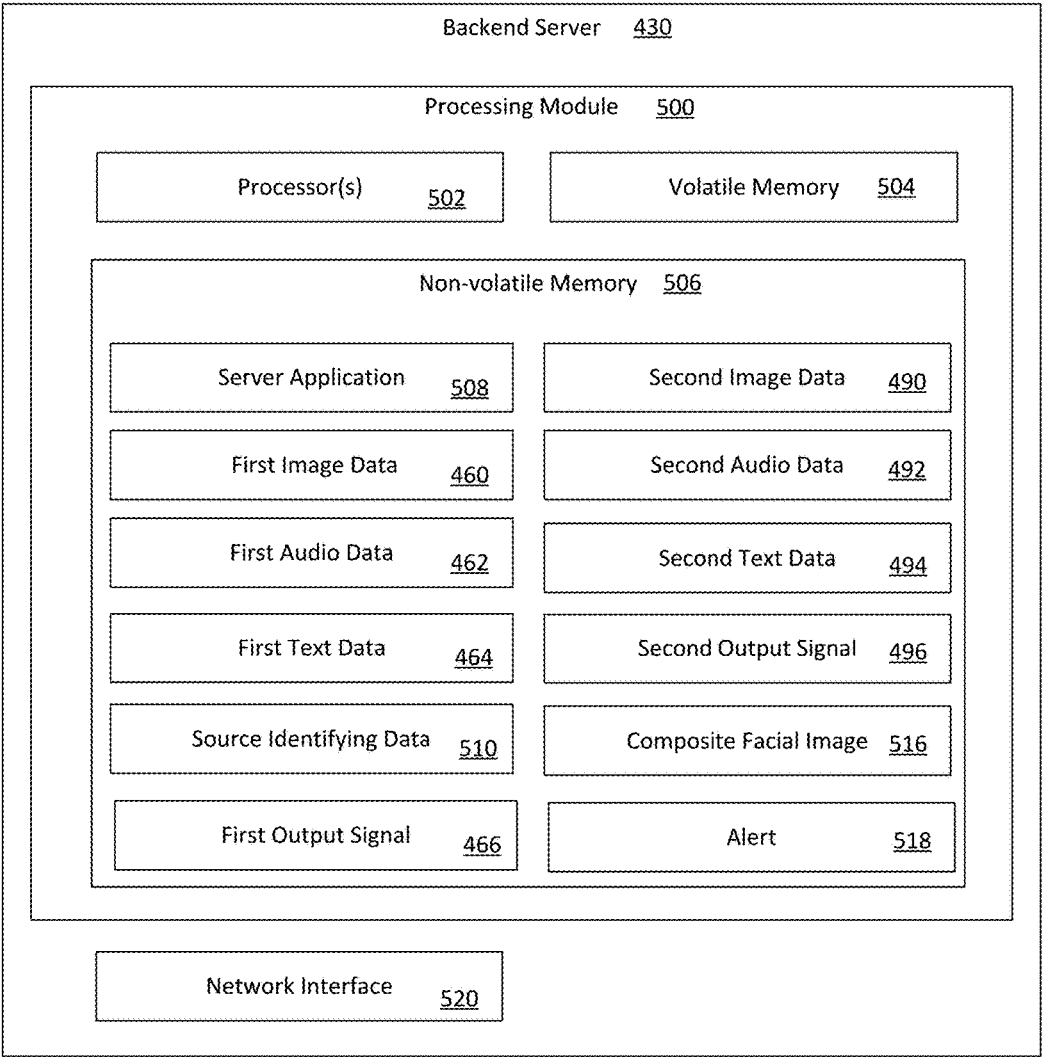 Backend Server 430
Processing Module 500
Processor(s) 502
Volatile Memory 504
Non-volatile Memory 506
Server Application 508
Second Image Data 490
First Image Data 460
Second Audio Data 492
First Audio Data 462
Second Text Data 494
First Text Data 464
Second Output Signal 496
Source Identifying Data 510
Composite Facial Image 516
First Output Signal 466
Alert 518
Network Interface 520